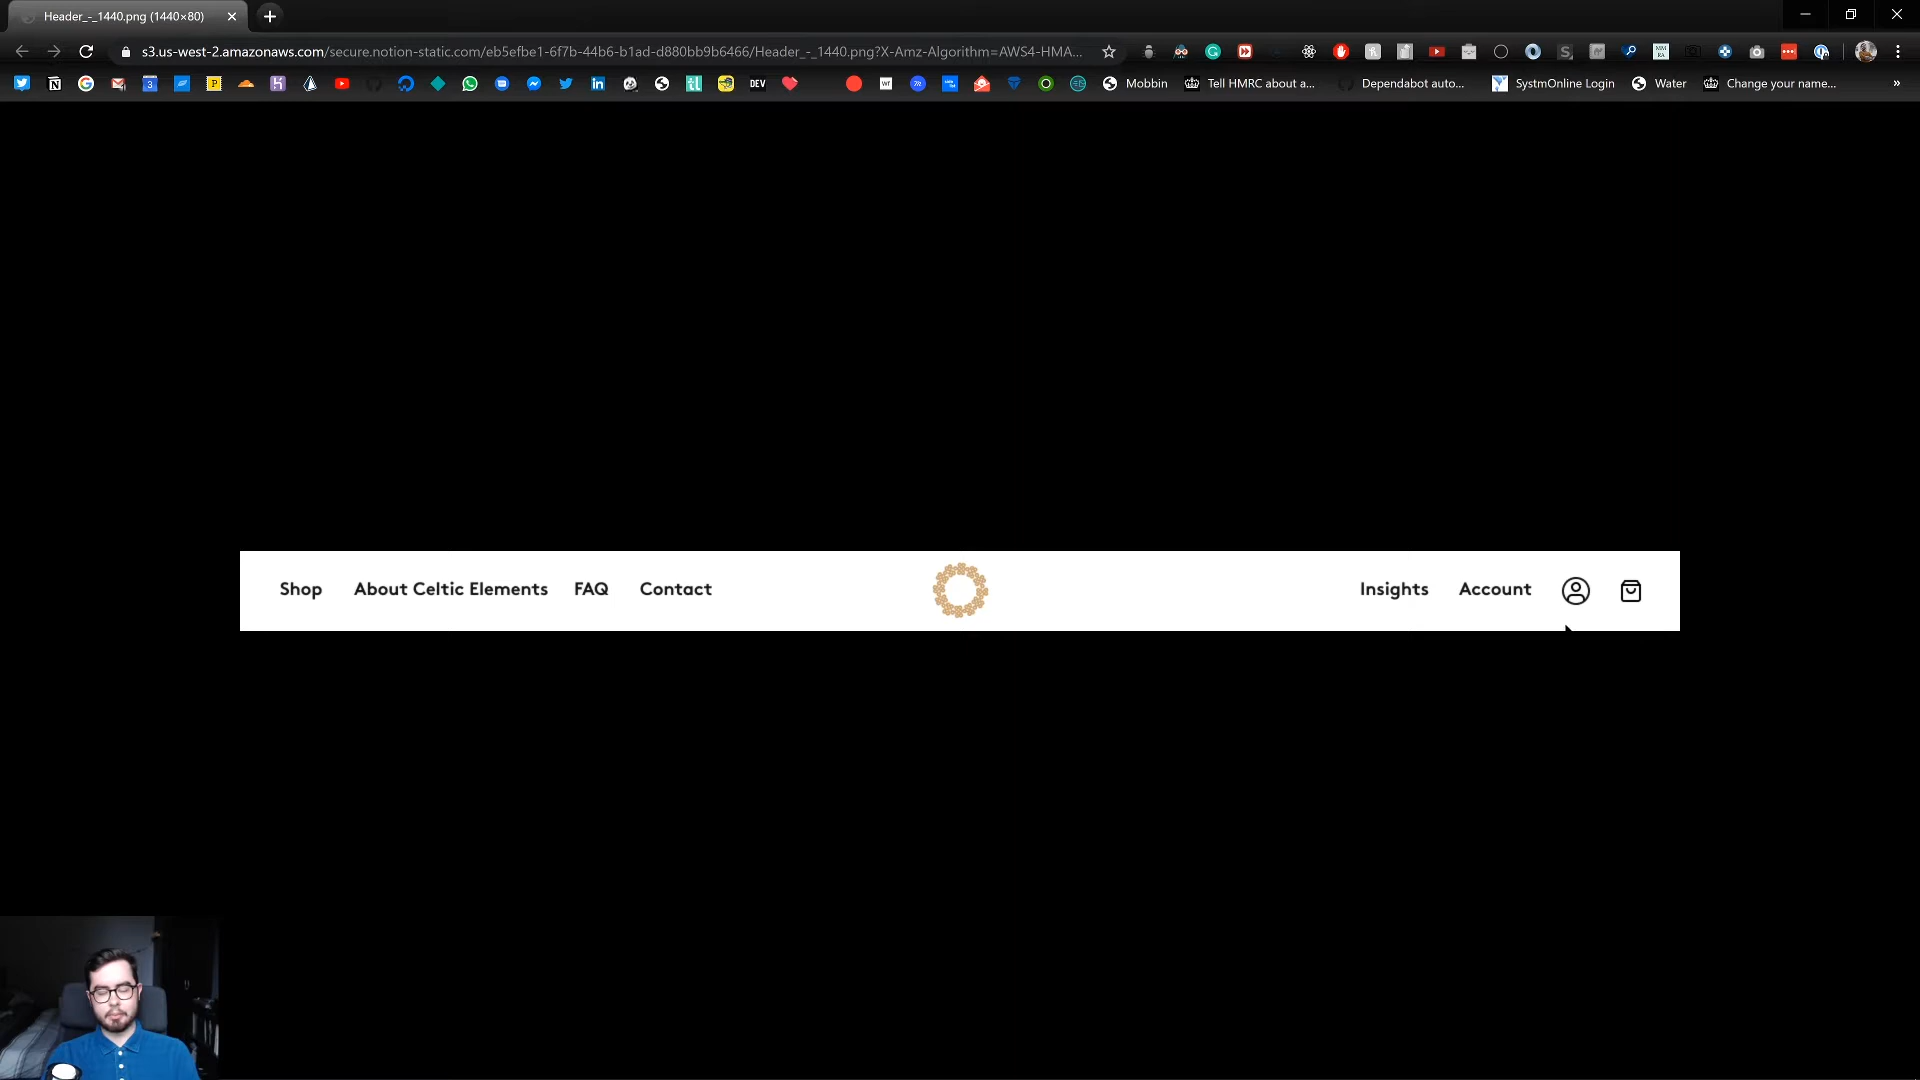 Header_-_1440.png (1440×80)
s3.us-west-2.amazonaws.com/secure.notion-static.com/eb5efbe1-6f7b-44b6-b1ad-d880bb9b6466/Header_-_1440.png?X-Amz-Algorithm=AWS4-HMA...
DEV
Mobbin
Tell HMRC about a...
Dependabot auto...
SystmOnline Login
Water
Change your name...
Shop About Celtic Elements FAQ Contact Insights Account